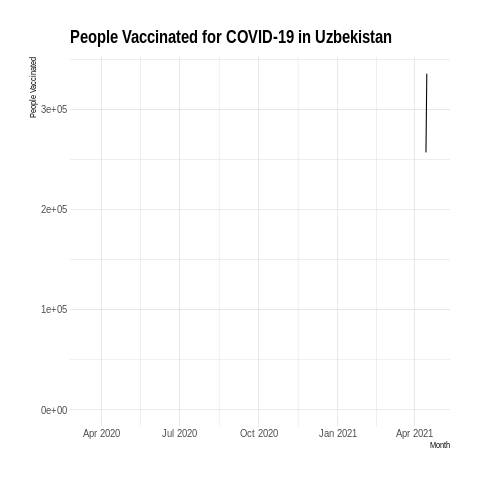 People Vaccinated for COVID-19 in Uzbekistan
People Vaccinated
3e+05
2e+05
1e+05
0e+00
Apr 2020
Jul 2020
Oct 2020
Jan 2021
Apr 2021
Month